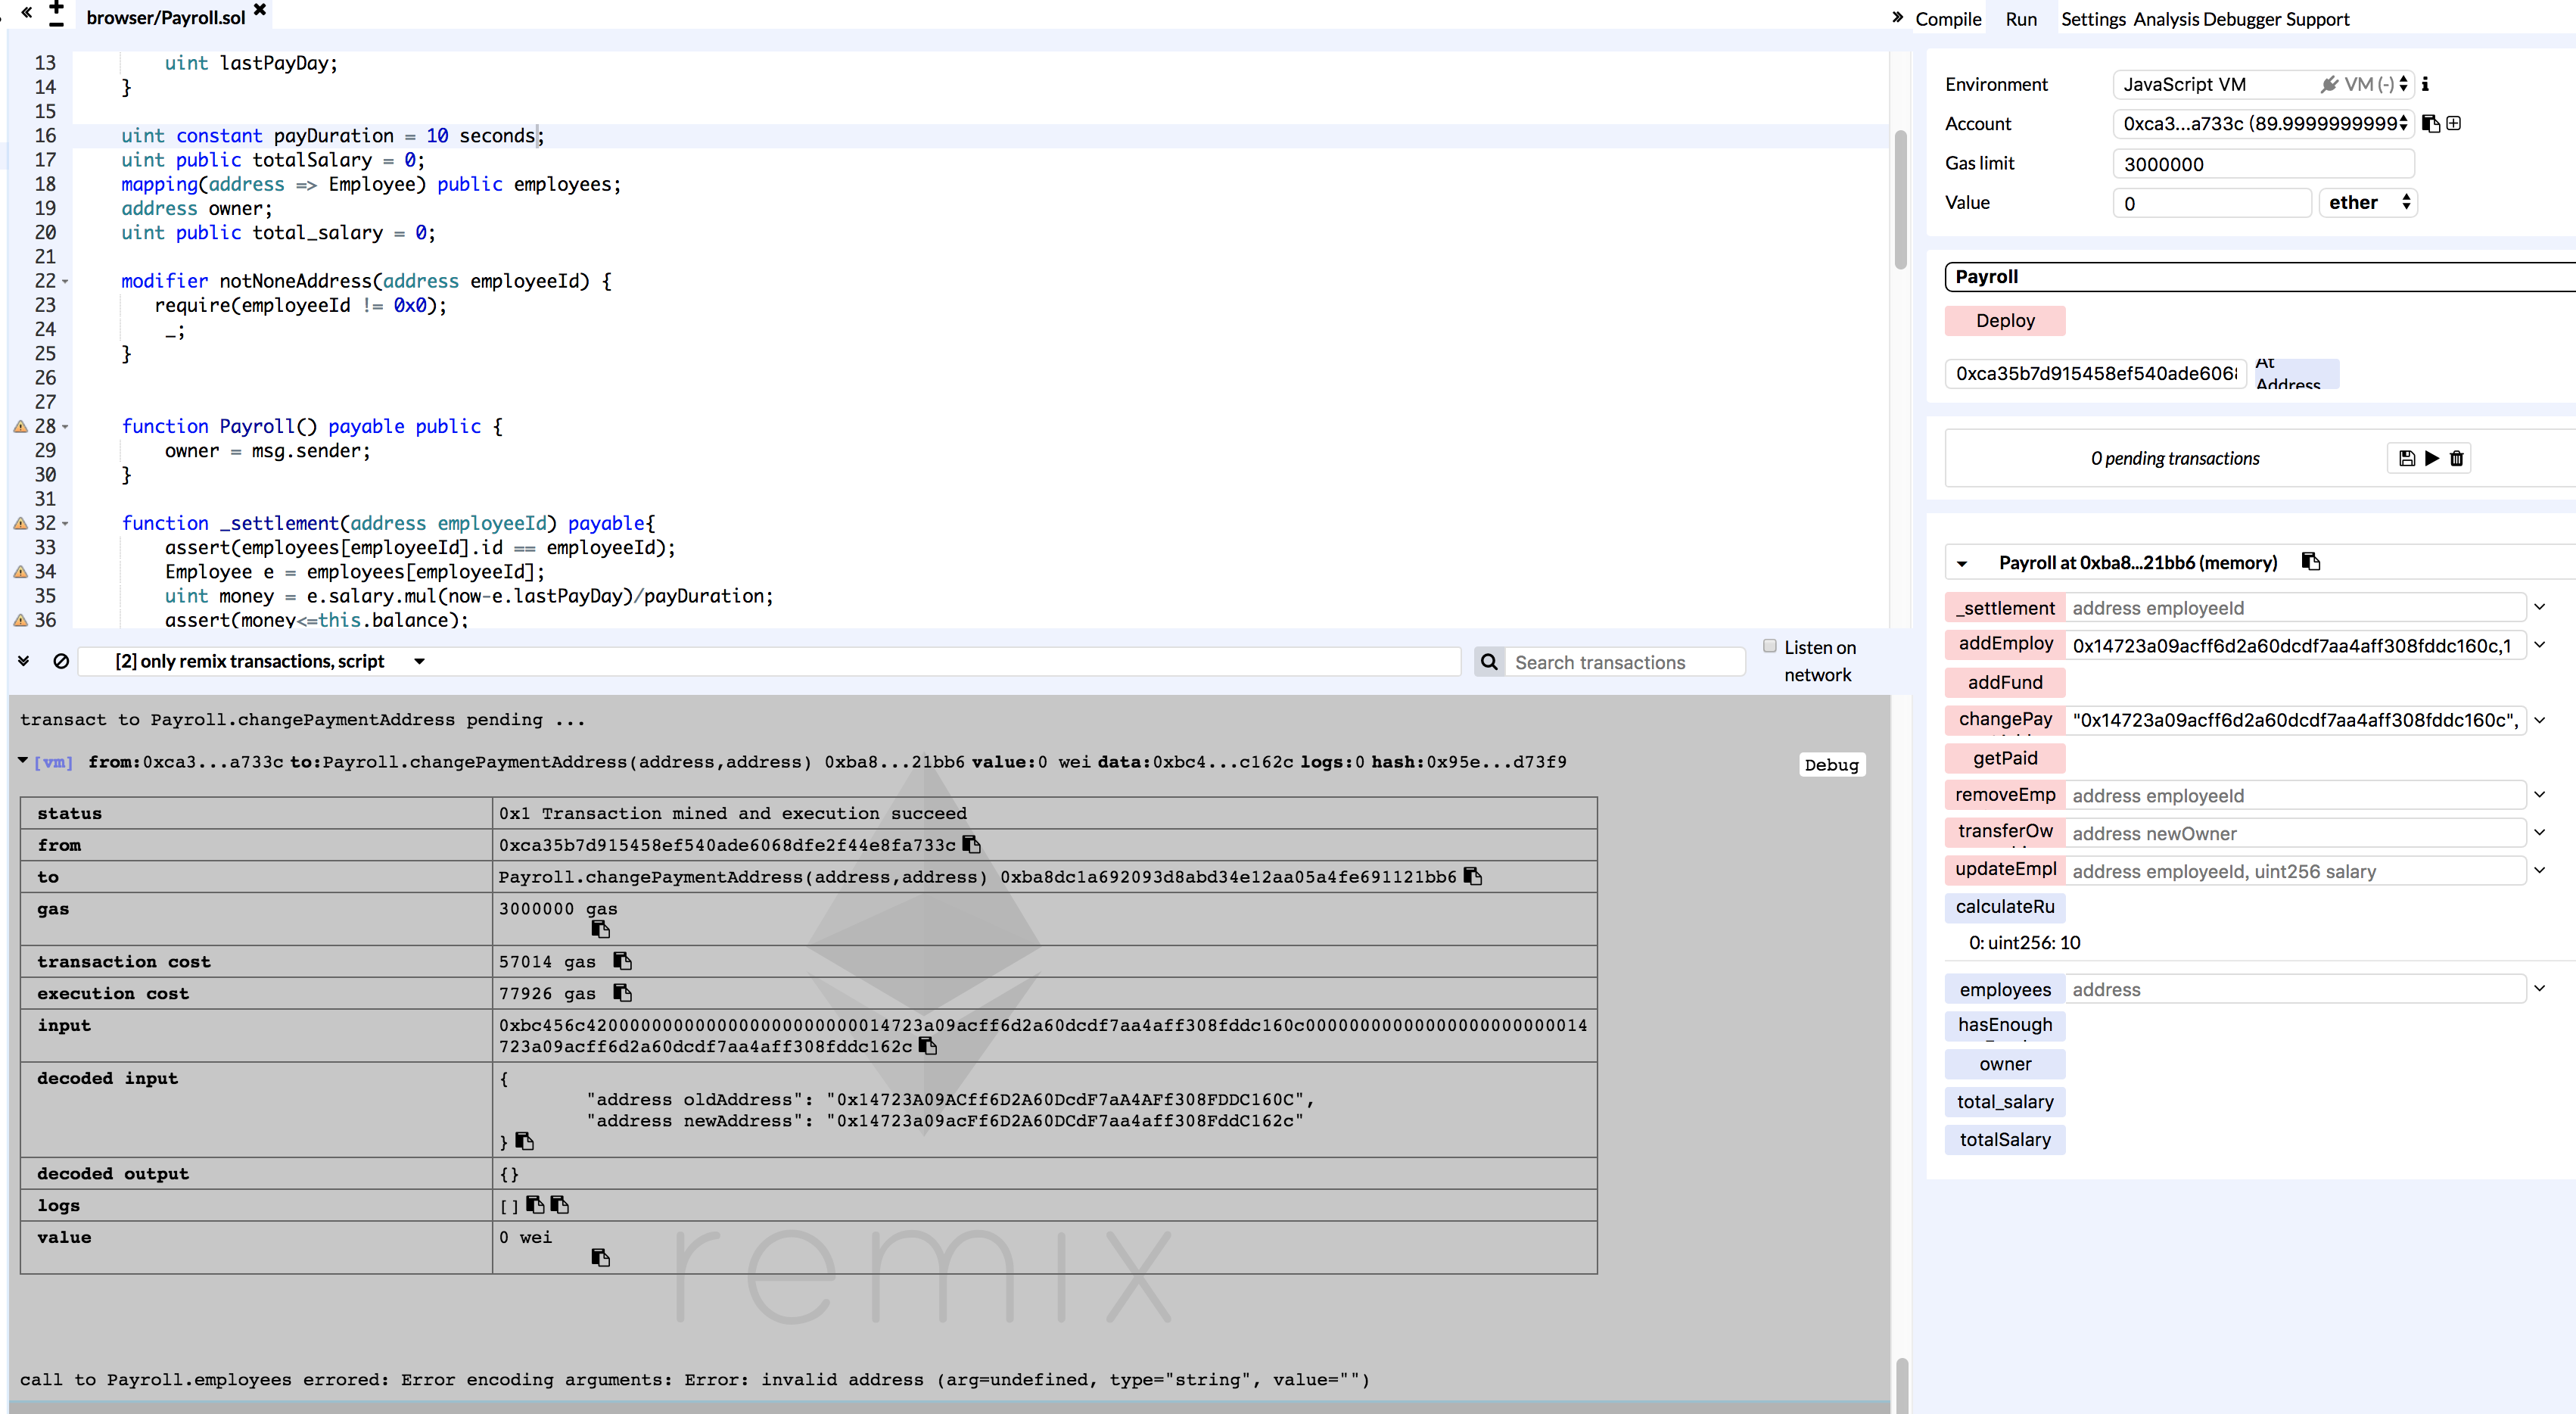 browser/Payroll.sol
13 uint lastPayDay;
14 }
15
16 uint constant payDuration = 10 seconds;
17 uint public totalSalary = 0;
18 mapping(address => Employee) public employees;
19 address owner;
20 uint public total_salary = 0;
21
22 modifier notNoneAddress(address employeeId) {
23 require(employeeId != 0x0);
24 _;
25 }
26
27
28 function Payroll() payable public {
29 owner = msg.sender;
30 }
31
32 function _settlement(address employeeId) payable{
33 assert(employees[employeeId].id == employeeId);
34 Employee e = employees[employeeId];
35 uint money = e.salary.mul(now-e.lastPayDay)/payDuration;
36 assert(money<=this.balance);
[2] only remix transactions, script
Search transactions
Listen on
network
transact to Payroll.changePaymentAddress pending ...
[vm] from:0xca3...a733c to:Payroll.changePaymentAddress(address,address) 0xba8...21bb6 value:0 wei data:0xbc4...c162c logs:0 hash:0x95e...d73f9
Debug
status 0x1 Transaction mined and execution succeed
from 0xca35b7d915458ef540ade6068dfe2f44e8fa733c
to Payroll.changePaymentAddress(address,address) 0xba8dc1a692093d8abd34e12aa05a4fe691121bb6
gas 3000000 gas
transaction cost 57014 gas
execution cost 77926 gas
input 0xbc456c4200000000000000000000000014723a09acff6d2a60dcdf7aa4aff308fddc160c00000000000000000000000014
723a09acff6d2a60dcdf7aa4aff308fddc162c
decoded input {
"address oldAddress": "0x14723A09ACff6D2A60DcdF7aA4AFf308FDDC160C",
"address newAddress": "0x14723a09acFf6D2A60DCdF7aa4aff308FddC162c"
}
decoded output {}
logs []
value 0 wei
remix
call to Payroll.employees errored: Error encoding arguments: Error: invalid address (arg=undefined, type="string", value="")
Compile Run Settings Analysis Debugger Support
Environment JavaScript VM VM (-)
Account 0xca3...a733c (89.9999999999
Gas limit 3000000
Value 0 ether
Payroll
Deploy
0xca35b7d915458ef540ade606 At
Address
0 pending transactions
Payroll at 0xba8...21bb6 (memory)
_settlement address employeeId
addEmploy 0x14723a09acff6d2a60dcdf7aa4aff308fddc160c,1
addFund
changePay "0x14723a09acff6d2a60dcdf7aa4aff308fddc160c",
getPaid
removeEmp address employeeId
transferOw address newOwner
updateEmpl address employeeId, uint256 salary
calculateRu
0: uint256: 10
employees address
hasEnough
owner
total_salary
totalSalary